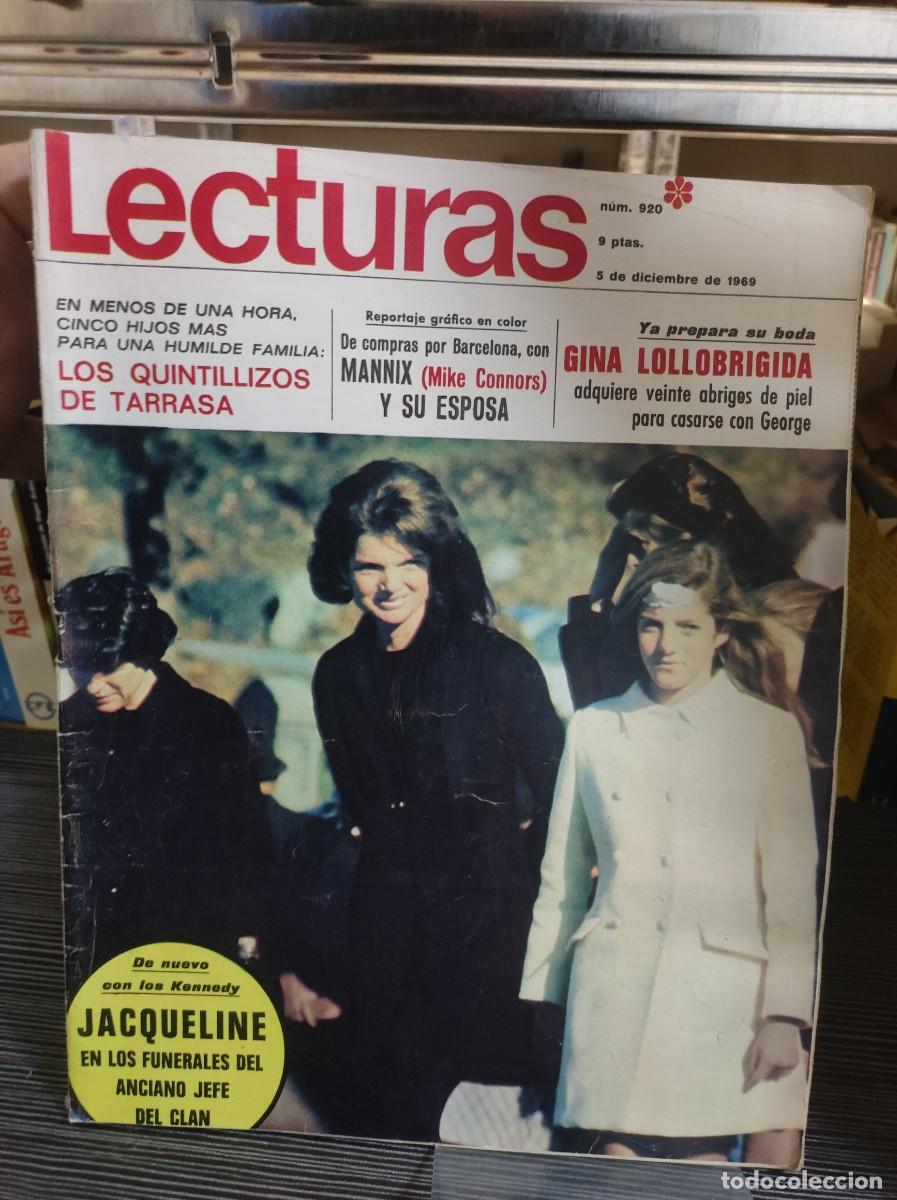 Lecturas
núm. 920
9 ptas.
5 de diciembre de 1969
EN MENOS DE UNA HORA,
CINCO HIJOS MAS
PARA UNA HUMILDE FAMILIA:
LOS QUINTILLIZOS
DE TARRASA
Reportaje gráfico en color
De compras por Barcelona, con
MANNIX (Mike Connors)
Y SU ESPOSA
Ya prepara su boda
GINA LOLLOBRIGIDA
adquiere veinte abrigos de piel
para casarse con George
De nuevo
con los Kennedy
JACQUELINE
EN LOS FUNERALES DEL
ANCIANO JEFE
DEL CLAN
Así es
todocoleccion